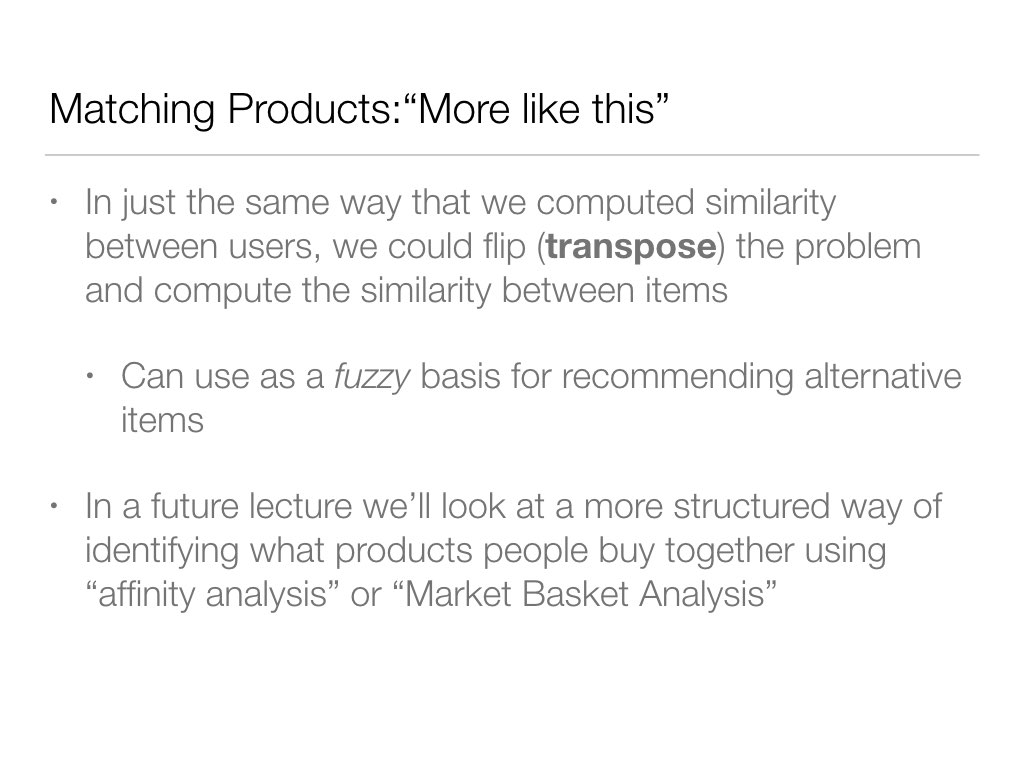 Matching Products:“More like this”
• In just the same way that we computed similarity
between users, we could flip (transpose) the problem
and compute the similarity between items
• Can use as a fuzzy basis for recommending alternative
items
• In a future lecture we’ll look at a more structured way of
identifying what products people buy together using
“affinity analysis” or “Market Basket Analysis”